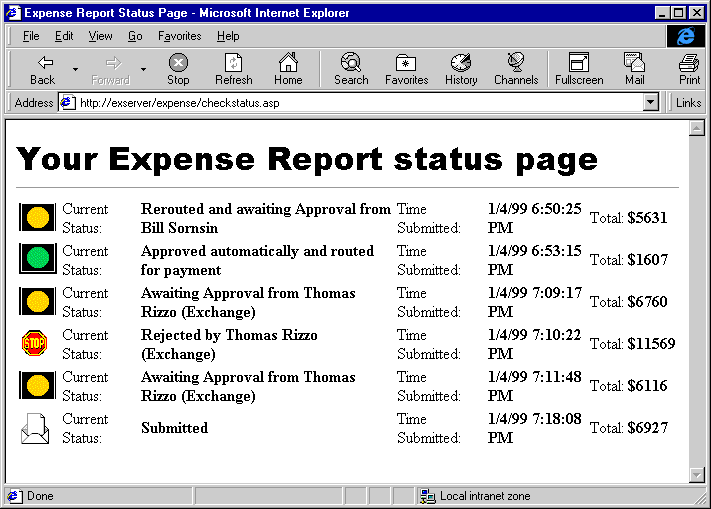 Expense Report Status Page - Microsoft Internet Explorer
File Edit View Go Favorites Help
Back Forward Stop Refresh Home Search Favorites History Channels Fullscreen Mail Print
Address http://exserver/expense/checkstatus.asp Links
Your Expense Report status page
Current Status: Rerouted and awaiting Approval from Time 1/4/99 6:50:25 Total: $5631
Bill Sornsin Submitted: PM
Current Approved automatically and routed Time 1/4/99 6:53:15 Total: $1607
Status: for payment Submitted: PM
Current Awaiting Approval from Thomas Time 1/4/99 7:09:17 Total: $6760
Status: Rizzo (Exchange) Submitted: PM
STOP Current Rejected by Thomas Rizzo Time 1/4/99 7:10:22 Total: $11569
Status: (Exchange) Submitted: PM
Current Awaiting Approval from Thomas Time 1/4/99 7:11:48 Total: $6116
Status: Rizzo (Exchange) Submitted: PM
Current Submitted Time 1/4/99 7:18:08 Total: $6927
Status: Submitted: PM
Done Local intranet zone